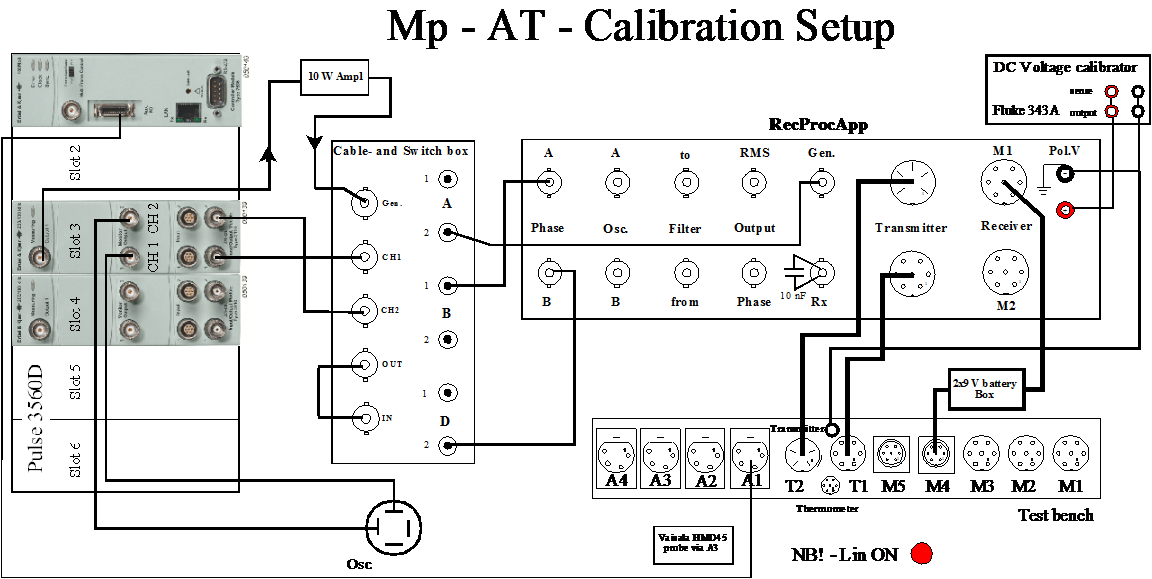 Mp - AT - Calibration Setup
10 W Ampl
DC Voltage calibrator
sense
Fluke 343A
output
RecProcApp
Cable- and Switch box
A
A
to
RMS
Gen.
M1
Pol.V
Phase
Osc.
Filter
Output
Transmitter
Receiver
B
B
from
Phase
10 nF
Rx
M2
1
Gen.
A
2
CH1
1
B
CH2
2
OUT
1
IN
D
2
Slot 2
Slot 3
CH 1 CH 2
Slot 4
Slot 5
Slot 6
Pulse 3560D
LAN
2x9 V battery
Box
Transmitter
A4
A3
A2
A1
T2
T1
M5
M4
M3
M2
M1
Thermometer
Test bench
Vaisala HMD45
probe via A3
NB! - Lin ON
Osc.